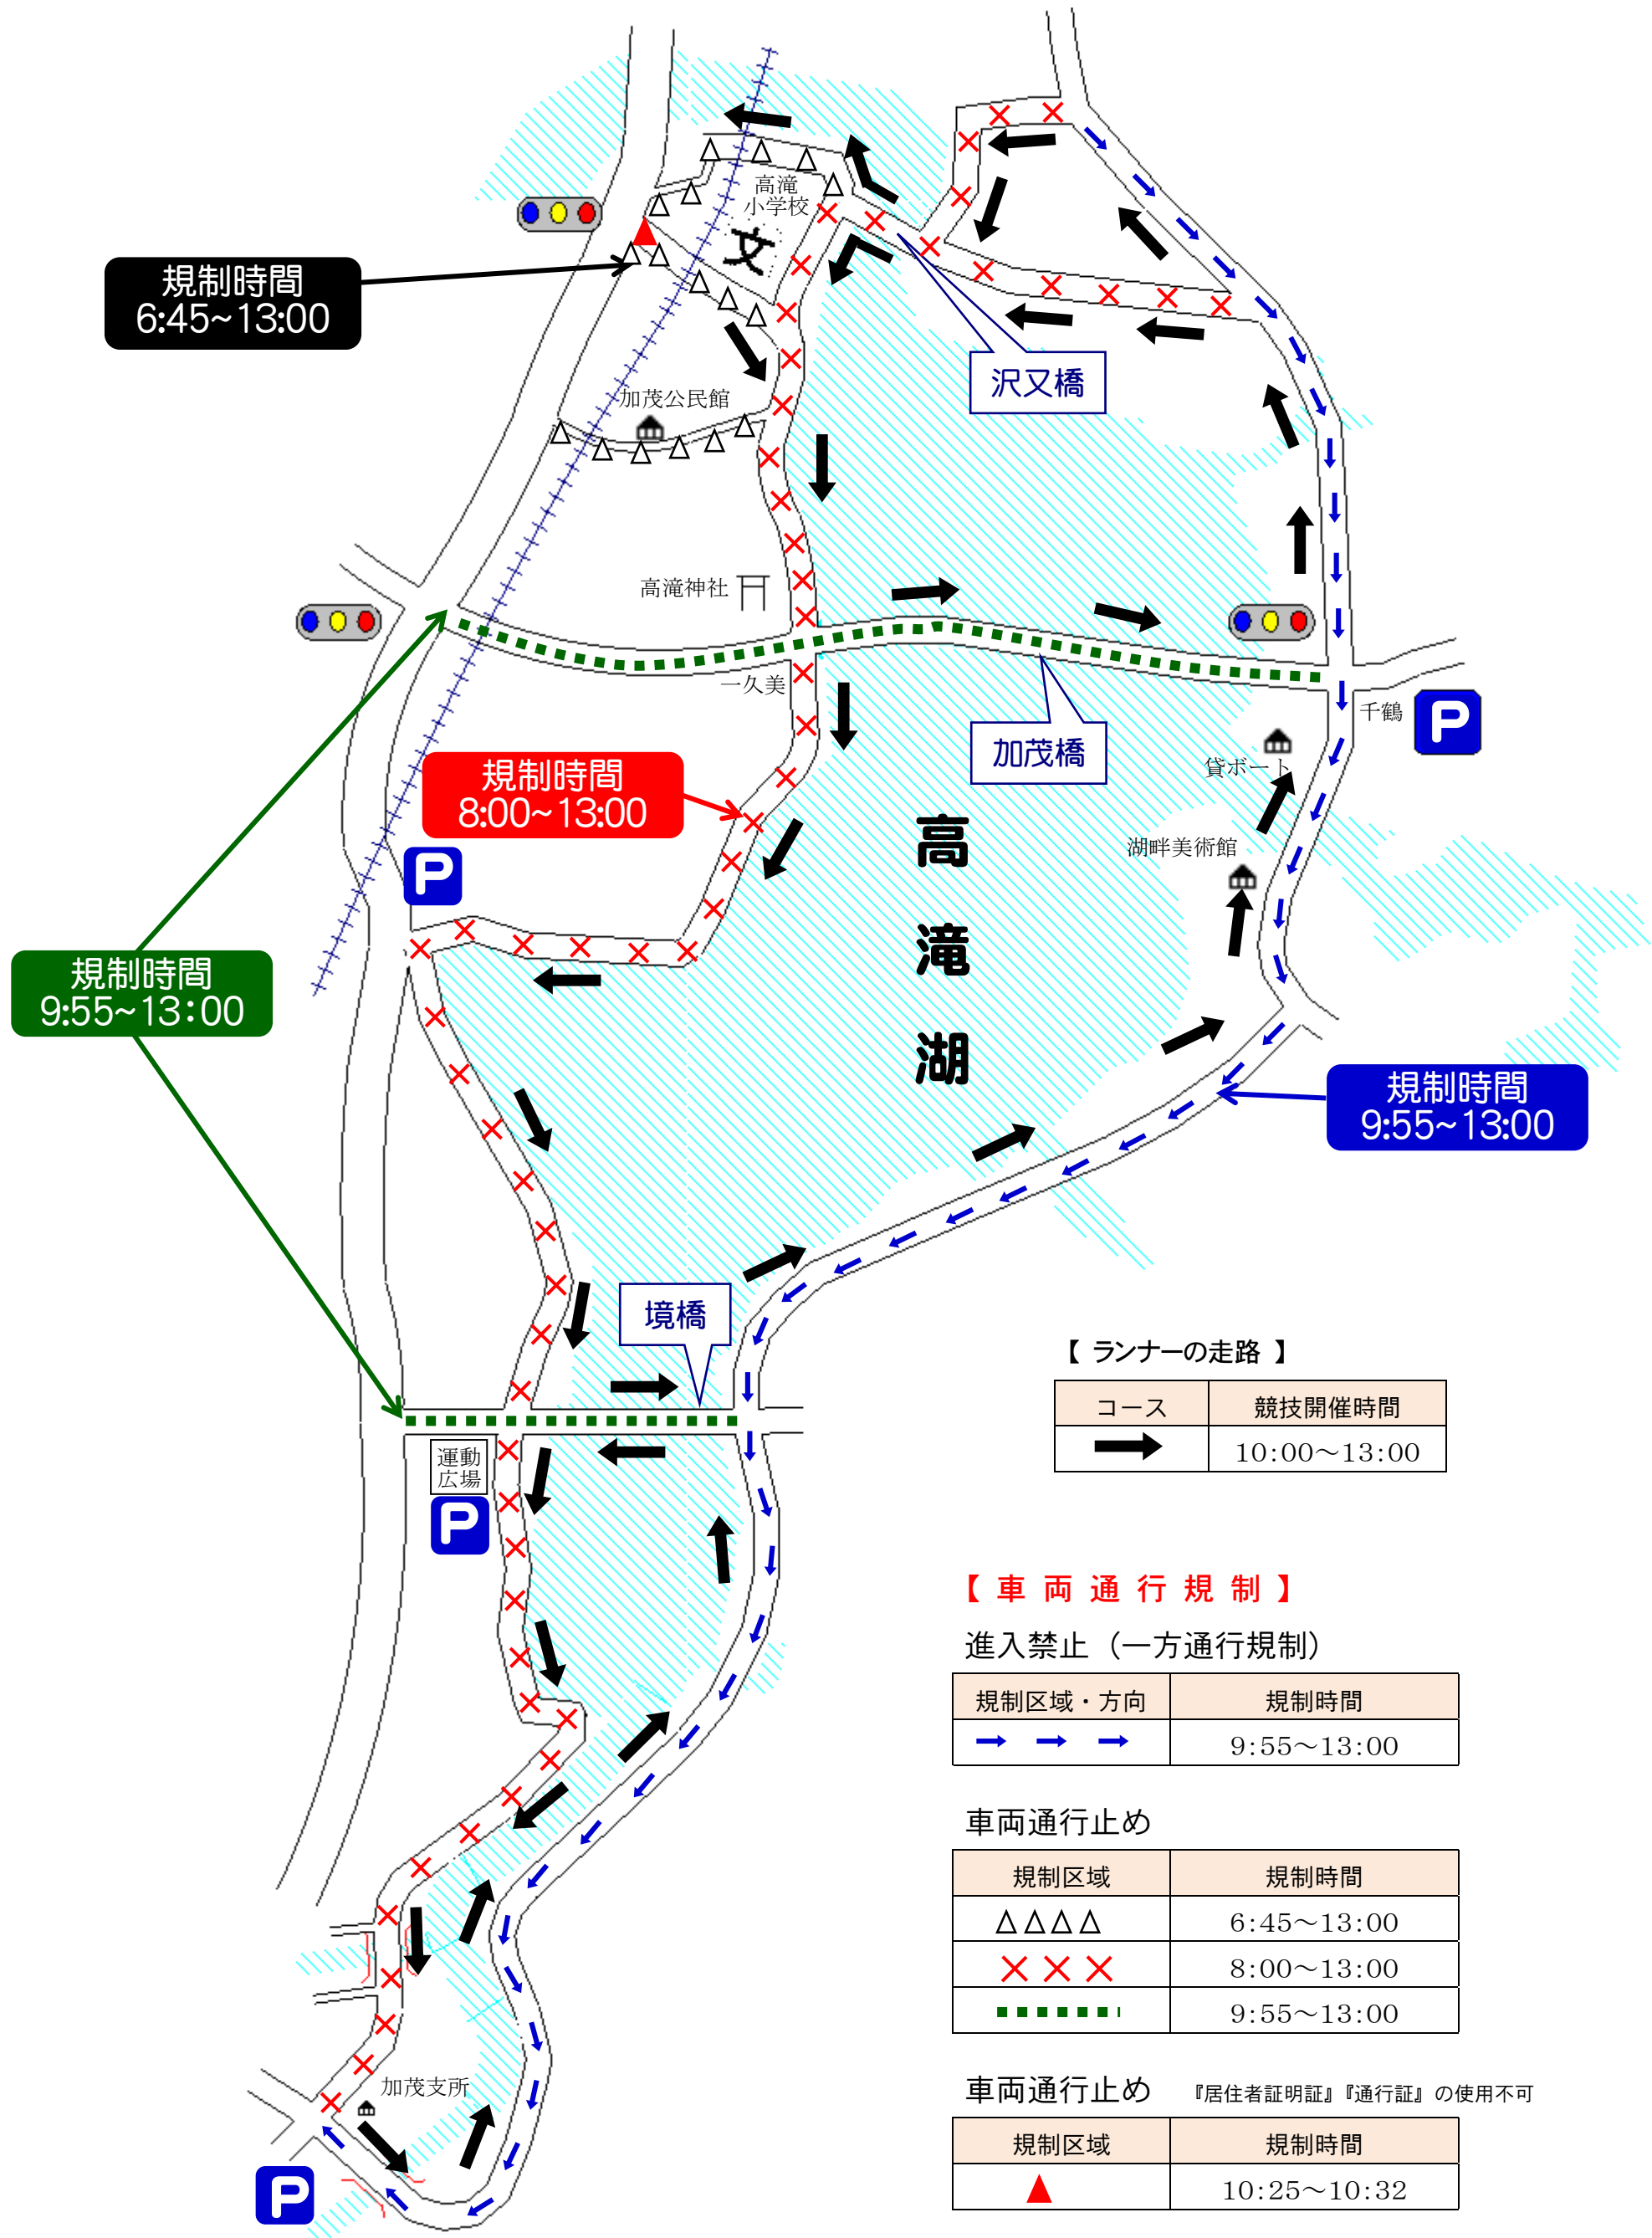 高滝
小学校
文
規制時間
6:45~13:00
沢又橋
加茂公民館
高滝神社
一久美
千鶴
P
加茂橋
貸ボート
規制時間
8:00~13:00
高
滝
湖
湖畔美術館
P
規制時間
9:55~13:00
規制時間
9:55~13:00
境橋
運動
広場
P
【 ランナーの走路 】
コース
競技開催時間
10:00～13:00
【 車 両 通 行 規 制 】
進入禁止（一方通行規制）
規制区域・方向
規制時間
9:55～13:00
車両通行止め
規制区域
規制時間
6:45～13:00
8:00～13:00
9:55～13:00
加茂支所
P
車両通行止め
『居住者証明証』『通行証』の使用不可
規制区域
規制時間
10:25～10:32